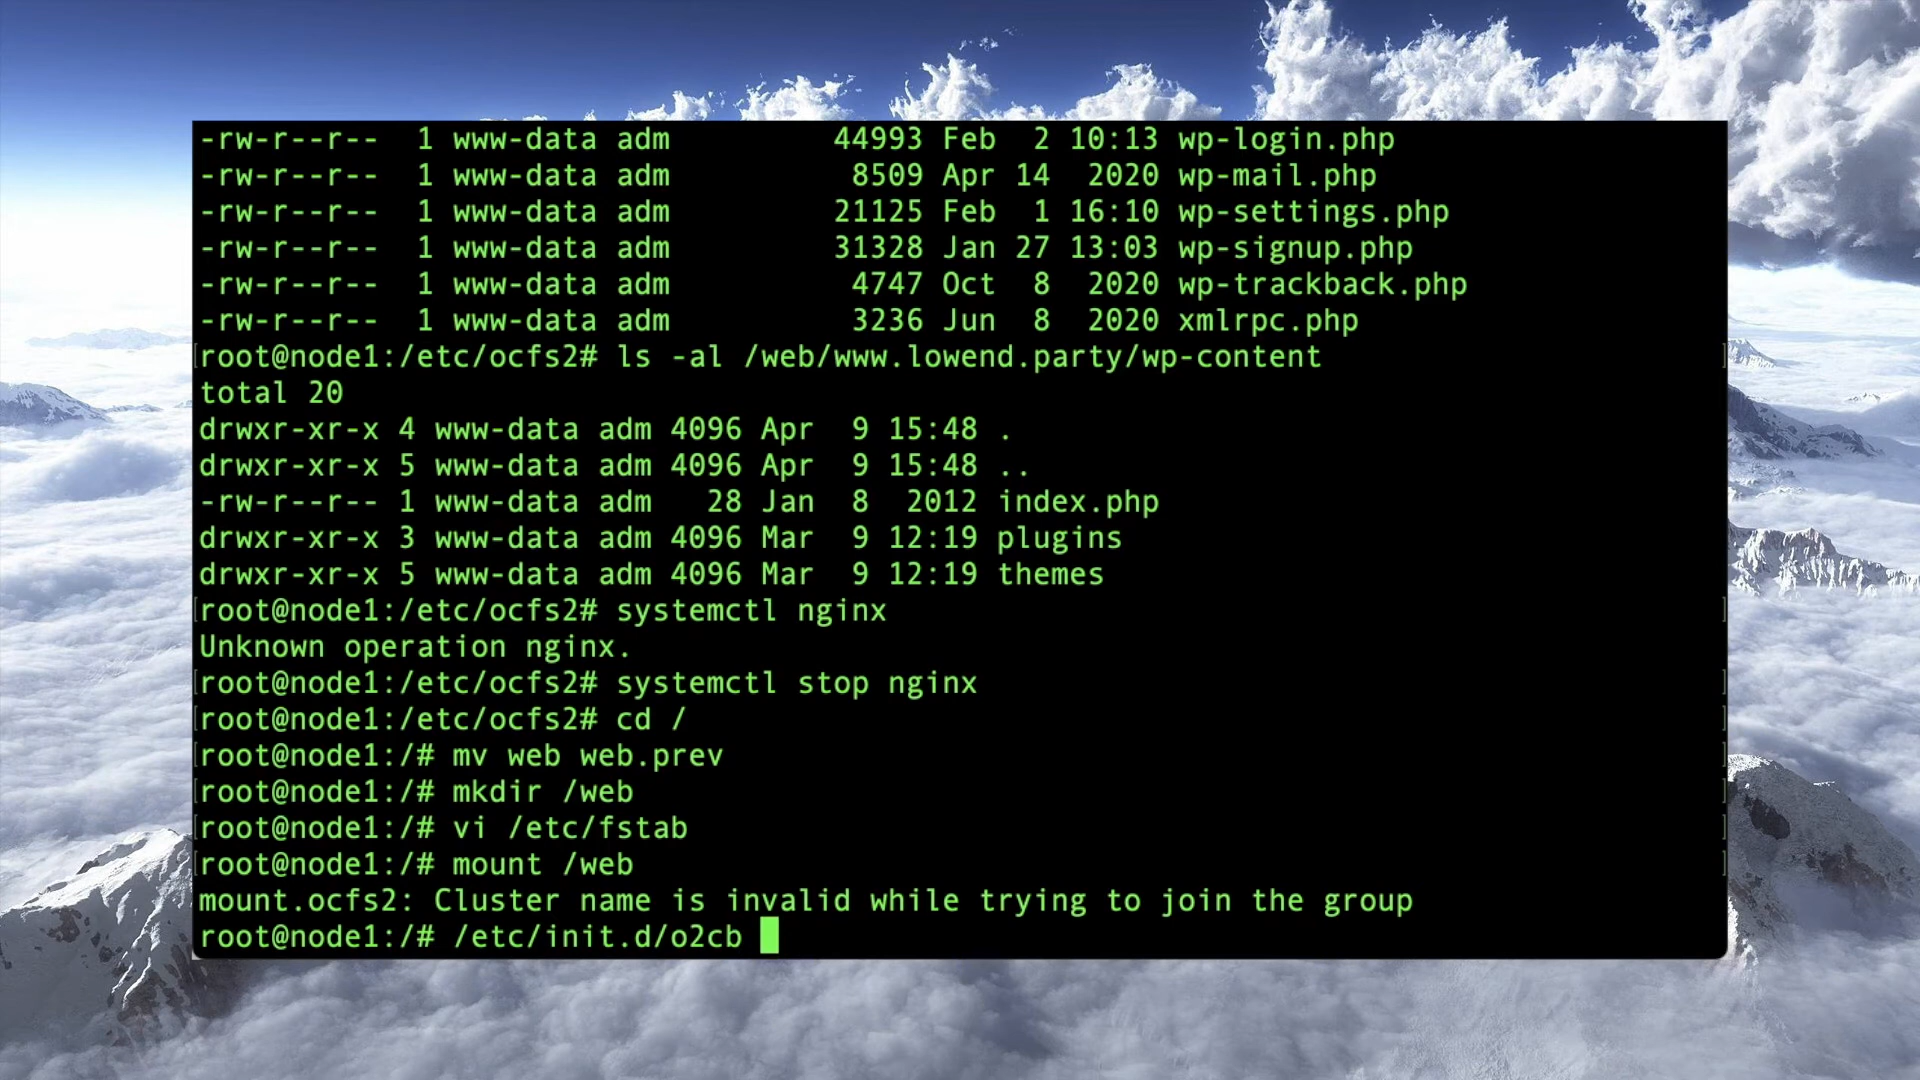 -rw-r--r--  1 www-data adm         44993 Feb  2 10:13 wp-login.php
-rw-r--r--  1 www-data adm          8509 Apr 14  2020 wp-mail.php
-rw-r--r--  1 www-data adm         21125 Feb  1 16:10 wp-settings.php
-rw-r--r--  1 www-data adm         31328 Jan 27 13:03 wp-signup.php
-rw-r--r--  1 www-data adm          4747 Oct  8  2020 wp-trackback.php
-rw-r--r--  1 www-data adm          3236 Jun  8  2020 xmlrpc.php
[root@node1:/etc/ocfs2# ls -al /web/www.lowend.party/wp-content ]
total 20
drwxr-xr-x 4 www-data adm 4096 Apr  9 15:48 .
drwxr-xr-x 5 www-data adm 4096 Apr  9 15:48 ..
-rw-r--r-- 1 www-data adm   28 Jan  8  2012 index.php
drwxr-xr-x 3 www-data adm 4096 Mar  9 12:19 plugins
drwxr-xr-x 5 www-data adm 4096 Mar  9 12:19 themes
[root@node1:/etc/ocfs2# systemctl nginx ]
Unknown operation nginx.
[root@node1:/etc/ocfs2# systemctl stop nginx ]
[root@node1:/etc/ocfs2# cd / ]
[root@node1:/# mv web web.prev ]
[root@node1:/# mkdir /web ]
[root@node1:/# vi /etc/fstab ]
[root@node1:/# mount /web ]
mount.ocfs2: Cluster name is invalid while trying to join the group
root@node1:/# /etc/init.d/o2cb